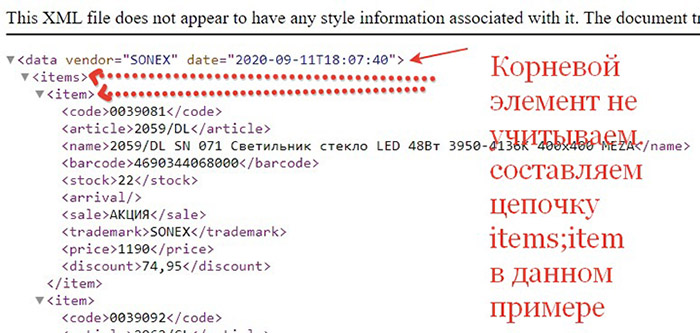 This XML file does not appear to have any style information associated with it. The document tr
<data vendor="SONEX" date="2020-09-11T18:07:40">
<items>
<item>
<code>0039081</code>
<article>2059/DL</article>
<name>2059/DL SN 071 Светильник стекло LED 48Вт 3950-4136K 400x400 MEZA</name>
<barcode>4690344068000</barcode>
<stock>22</stock>
<arrival/>
<sale>АКЦИЯ</sale>
<trademark>SONEX</trademark>
<price>1190</price>
<discount>74,95</discount>
</item>
<item>
<code>0039092</code>
Корневой
элемент не
учитываем,
составляем
цепочку
items;item
в данном
примере